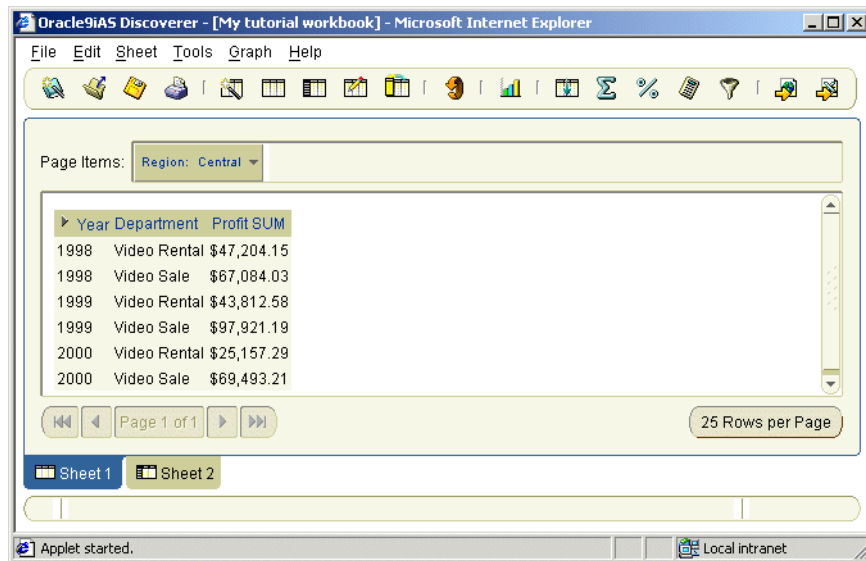 Oracle9iAS Discoverer - [My tutorial workbook] - Microsoft Internet Explorer
File Edit Sheet Tools Graph Help
Page Items: Region: Central
Year Department Profit SUM
1998 Video Rental $47,204.15
1998 Video Sale $67,084.03
1999 Video Rental $43,812.58
1999 Video Sale $97,921.19
2000 Video Rental $25,157.29
2000 Video Sale $69,493.21
Page 1 of 1 25 Rows per Page
Sheet 1 Sheet 2
Applet started. Local intranet